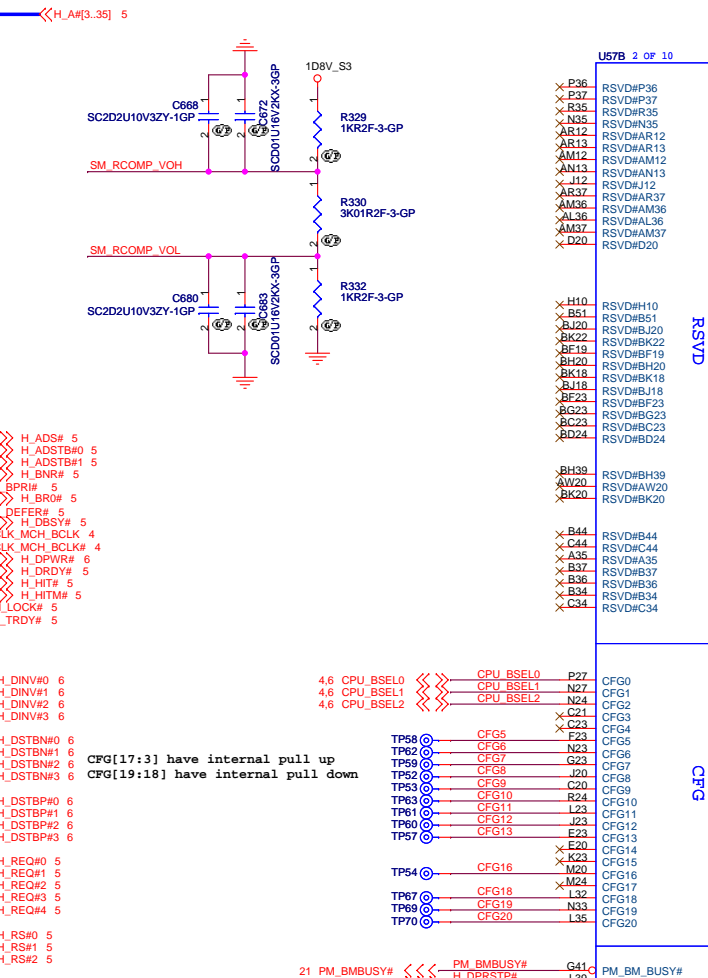 H_A#[3..35] 5
U57B 2 OF 10
1D8V_S3
C668
SC2D2U10V3ZY-1GP
1
2
G/P
C672
SCD01U16V2KX-3GP
1
2
G/P
1
R329
1KR2F-3-GP
2
G/P
SM_RCOMP_VOH
R330
3K01R2F-3-GP
2
G/P
SM_RCOMP_VOL
C680
SC2D2U10V3ZY-1GP
1
2
G/P
C683
SCD01U16V2KX-3GP
1
2
G/P
1
R332
1KR2F-3-GP
2
G/P
P36 RSVD#P36
P37 RSVD#P37
R35 RSVD#R35
N35 RSVD#N35
AR12 RSVD#AR12
AR13 RSVD#AR13
AM12 RSVD#AM12
AN13 RSVD#AN13
J12 RSVD#J12
AR37 RSVD#AR37
AM36 RSVD#AM36
AL36 RSVD#AL36
AM37 RSVD#AM37
D20 RSVD#D20
H10 RSVD#H10
B51 RSVD#B51
BJ20 RSVD#BJ20
BK22 RSVD#BK22
BF19 RSVD#BF19
BH20 RSVD#BH20
BK18 RSVD#BK18
BJ18 RSVD#BJ18
BF23 RSVD#BF23
BG23 RSVD#BG23
BC23 RSVD#BC23
BD24 RSVD#BD24
RSVD
BH39 RSVD#BH39
AW20 RSVD#AW20
BK20 RSVD#BK20
B44 RSVD#B44
C44 RSVD#C44
A35 RSVD#A35
B37 RSVD#B37
B36 RSVD#B36
B34 RSVD#B34
C34 RSVD#C34
H_ADS# 5
H_ADSTB#0 5
H_ADSTB#1 5
H_BNR# 5
BPRI# 5
H_BR0# 5
DEFER# 5
H_DBSY# 5
LK_MCH_BCLK 4
LK_MCH_BCLK# 4
H_DPWR# 6
H_DRDY# 5
H_HIT# 5
H_HITM# 5
LOCK# 5
_TRDY# 5
H_DINV#0 6
H_DINV#1 6
H_DINV#2 6
H_DINV#3 6
H_DSTBN#0 6
H_DSTBN#1 6
H_DSTBN#2 6
H_DSTBN#3 6
H_DSTBP#0 6
H_DSTBP#1 6
H_DSTBP#2 6
H_DSTBP#3 6
H_REQ#0 5
H_REQ#1 5
H_REQ#2 5
H_REQ#3 5
H_REQ#4 5
H_RS#0 5
H_RS#1 5
H_RS#2 5
CFG[17:3] have internal pull up
CFG[19:18] have internal pull down
4,6 CPU_BSEL0 CPU_BSEL0 P27 CFG0
4,6 CPU_BSEL1 CPU_BSEL1 N27 CFG1
4,6 CPU_BSEL2 CPU_BSEL2 N24 CFG2
C21 CFG3
C23 CFG4
TP58 CFG5 F23 CFG5
TP62 CFG6 N23 CFG6
TP59 CFG7 G23 CFG7
TP52 CFG8 J20 CFG8
TP53 CFG9 C20 CFG9
TP63 CFG10 R24 CFG10
TP61 CFG11 L23 CFG11
TP60 CFG12 J23 CFG12
TP57 CFG13 E23 CFG13
E20 CFG14
K23 CFG15
TP54 CFG16 M20 CFG16
M24 CFG17
TP67 CFG18 L32 CFG18
TP69 CFG19 N33 CFG19
TP70 CFG20 L35 CFG20
CFG
21 PM_BMBUSY# PM_BMBUSY# G41 PM_BM_BUSY#
H_DPRSTP# L39